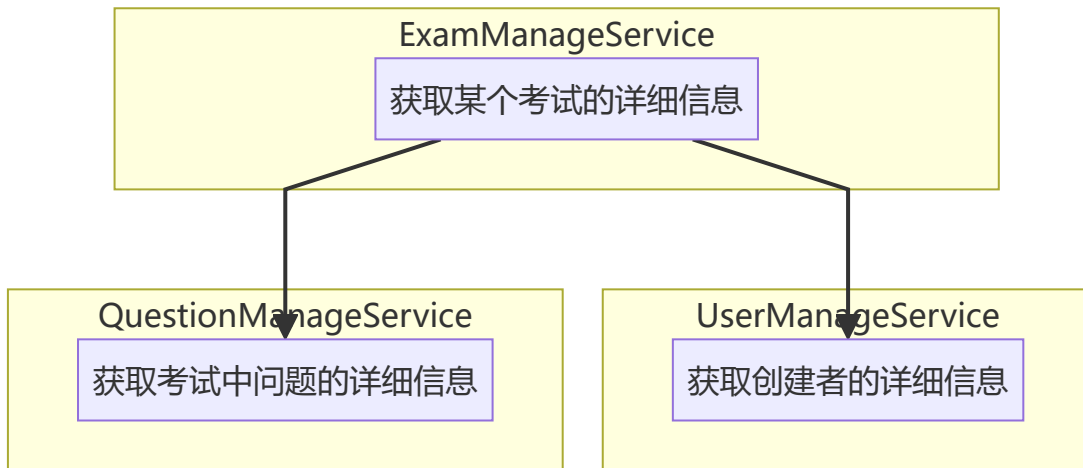 ExamManageService
获取某个考试的详细信息
QuestionManageService
获取考试中问题的详细信息
UserManageService
获取创建者的详细信息